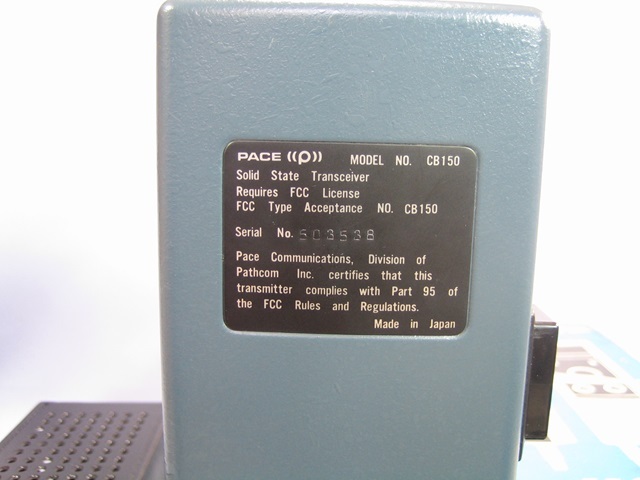 PACE ((p)) MODEL NO. CB150
Solid State Transceiver
Requires FCC License
FCC Type Acceptance NO. CB150
Serial No. 503538
Pace Communications, Division of
Pathcom Inc. certifies that this
transmitter complies with Part 95 of
the FCC Rules and Regulations.
Made in Japan